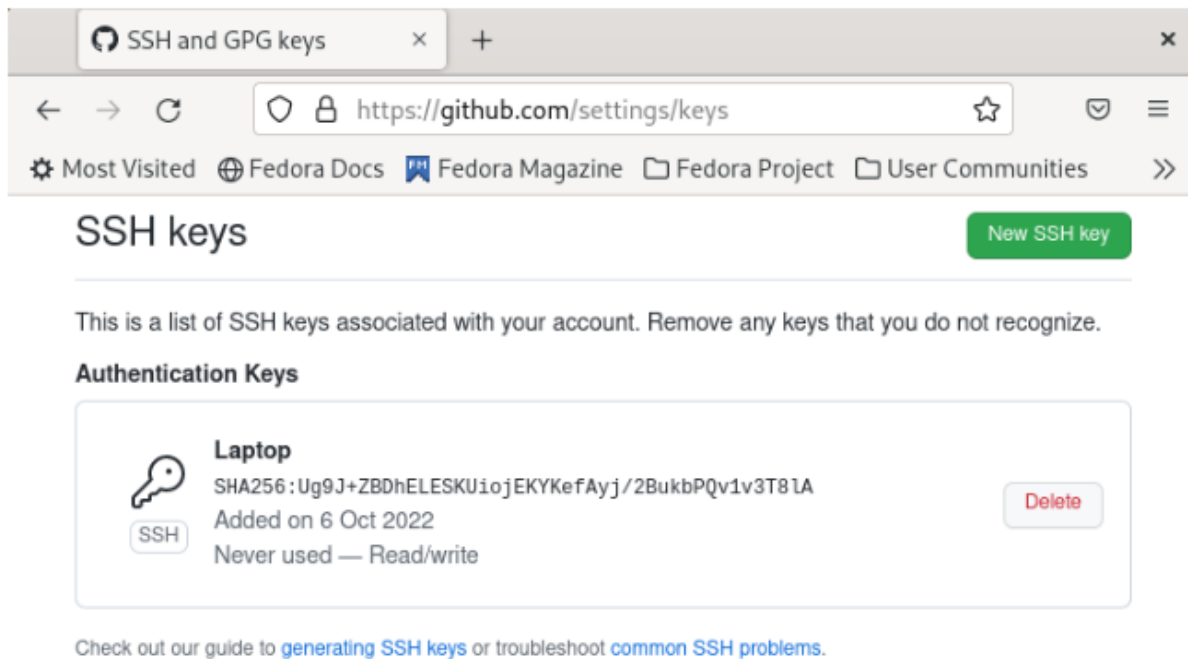 SSH and GPG keys
https://github.com/settings/keys
Most Visited Fedora Docs Fedora Magazine Fedora Project User Communities
SSH keys New SSH key
This is a list of SSH keys associated with your account. Remove any keys that you do not recognize.
Authentication Keys
Laptop
SHA256:Ug9J+ZBDhELESKUiojEKYKefAyj/2BukbPQv1v3T8lA
SSH Added on 6 Oct 2022 Delete
Never used — Read/write
Check out our guide to generating SSH keys or troubleshoot common SSH problems.